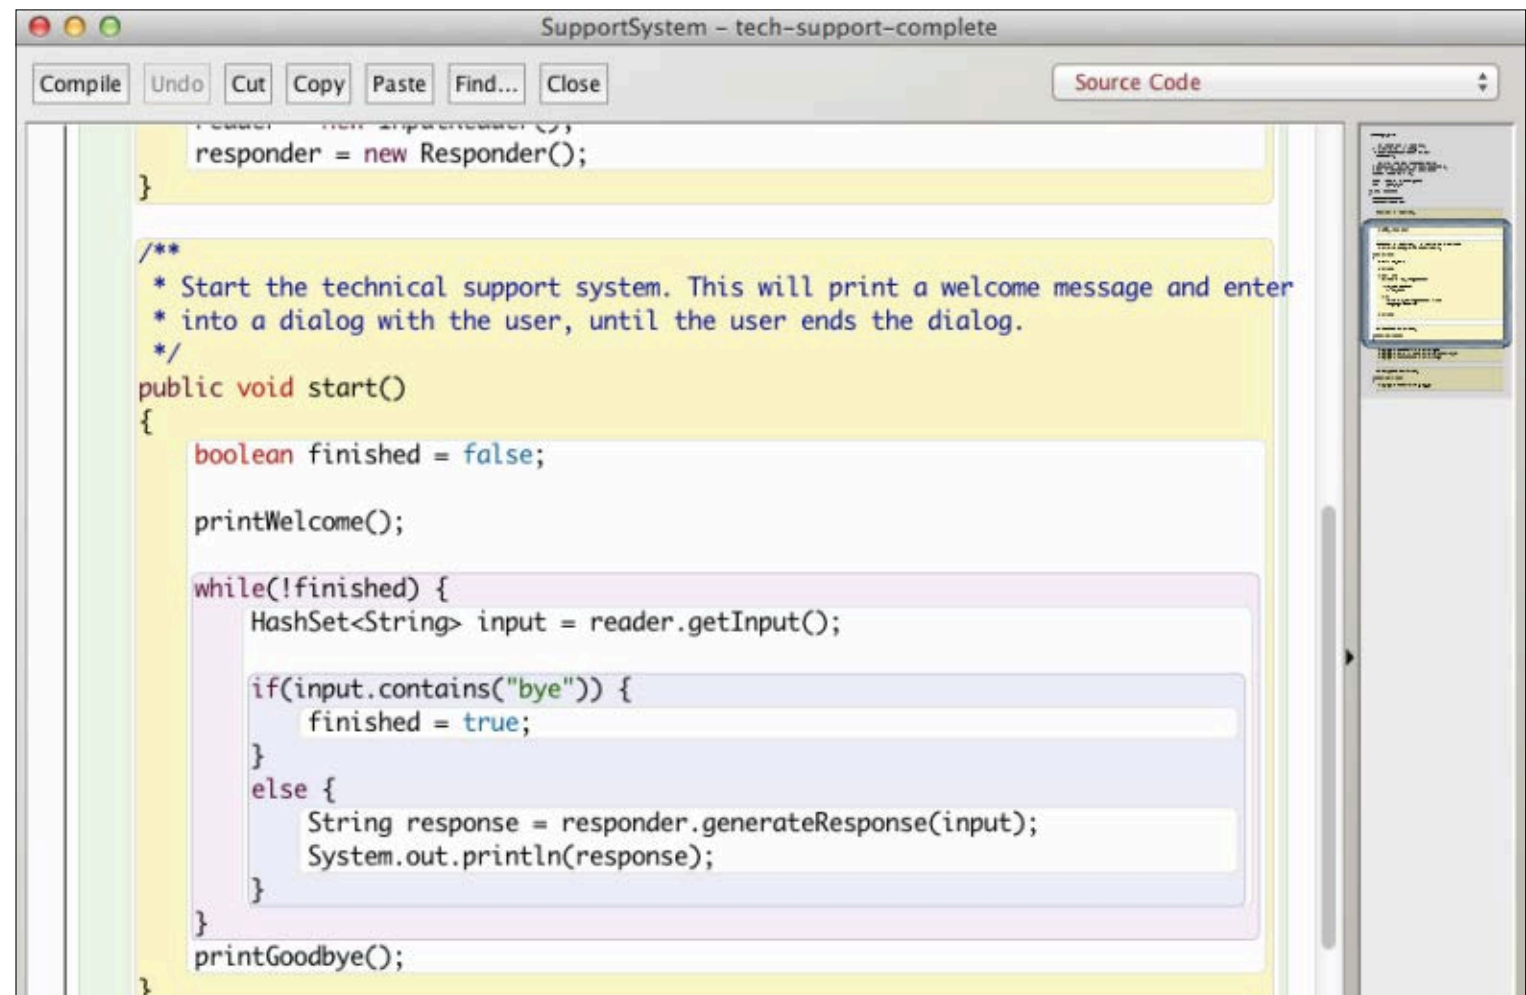 SupportSystem – tech-support-complete
Compile Undo Cut Copy Paste Find... Close Source Code
reader = new InputReader();
responder = new Responder();
}
/**
* Start the technical support system. This will print a welcome message and enter
* into a dialog with the user, until the user ends the dialog.
*/
public void start()
{
boolean finished = false;
printWelcome();
while(!finished) {
HashSet<String> input = reader.getInput();
if(input.contains("bye")) {
finished = true;
}
else {
String response = responder.generateResponse(input);
System.out.println(response);
}
}
printGoodbye();
}